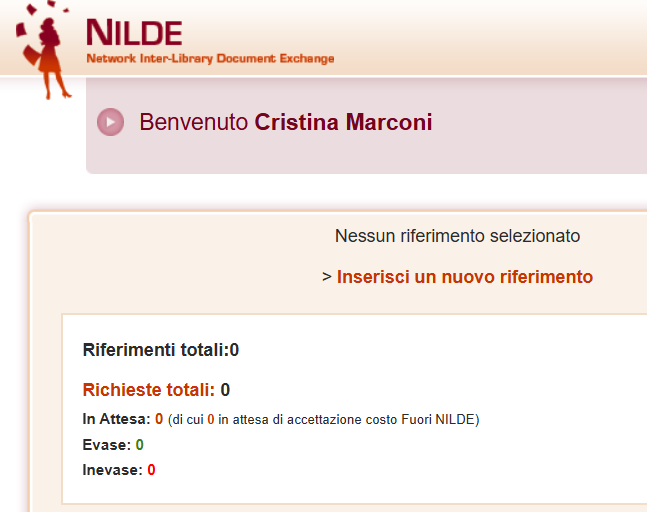 NILDE
Network Inter-Library Document Exchange
Benvenuto Cristina Marconi
Nessun riferimento selezionato
> Inserisci un nuovo riferimento
Riferimenti totali:0
Richieste totali: 0
In Attesa: 0 (di cui 0 in attesa di accettazione costo Fuori NILDE)
Evase: 0
Inevase: 0